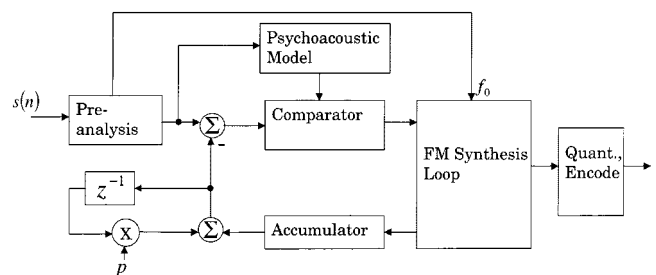 Psychoacoustic
Model
f₀
s(n)
Pre-
analysis
Σ
-
Comparator
FM Synthesis
Loop
Quant.,
Encode
z⁻¹
X
Σ
Accumulator
p